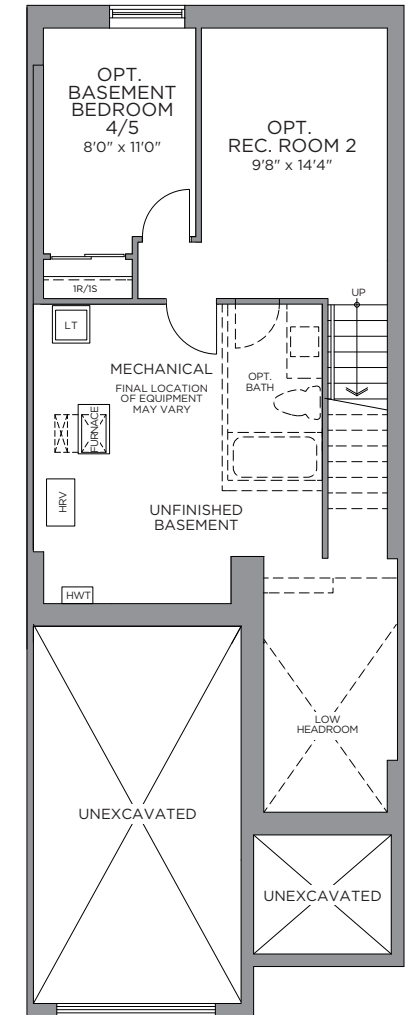 OPT.
BASEMENT
BEDROOM
4/5
8'0" x 11'0"
OPT.
REC. ROOM 2
9'8" x 14'4"
1R/1S
UP
LT
MECHANICAL
FINAL LOCATION
OF EQUIPMENT
MAY VARY
OPT.
BATH
FURNACE
HRV
UNFINISHED
BASEMENT
HWT
LOW
HEADROOM
UNEXCAVATED
UNEXCAVATED